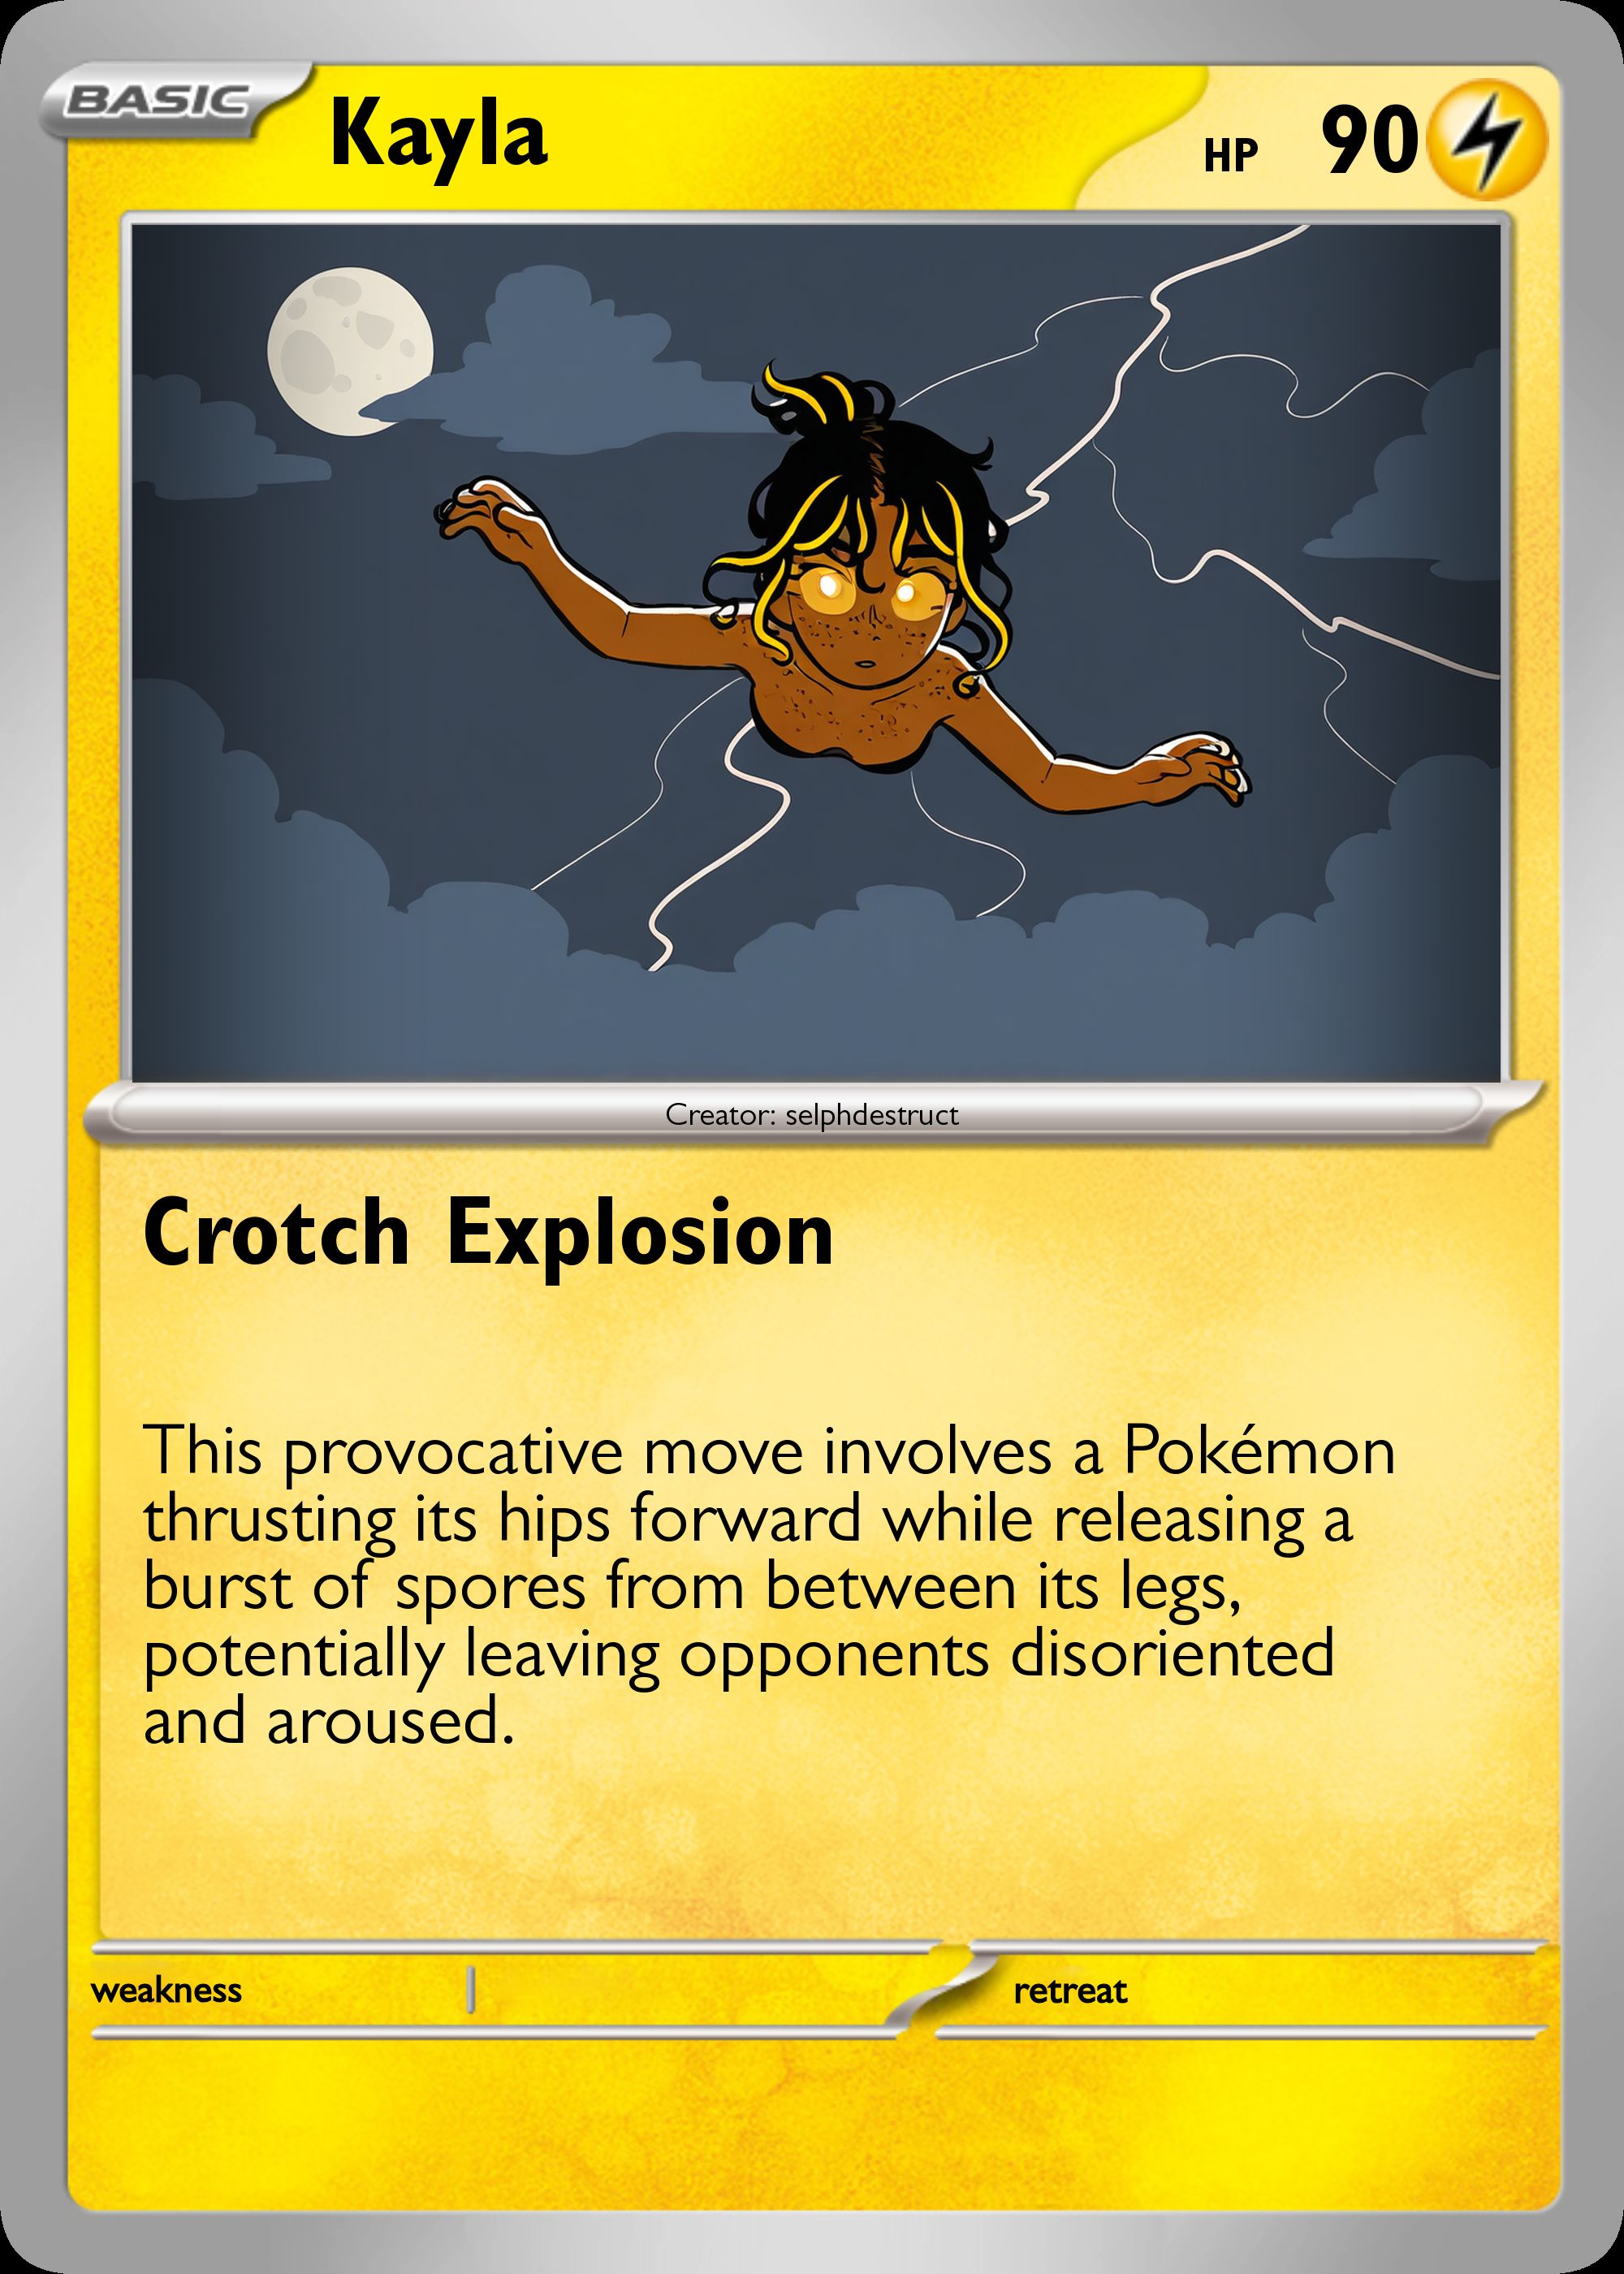 BASIC
Kayla
HP 90
Creator: selphdestruct
Crotch Explosion
This provocative move involves a Pokémon
thrusting its hips forward while releasing a
burst of spores from between its legs,
potentially leaving opponents disoriented
and aroused.
weakness
retreat